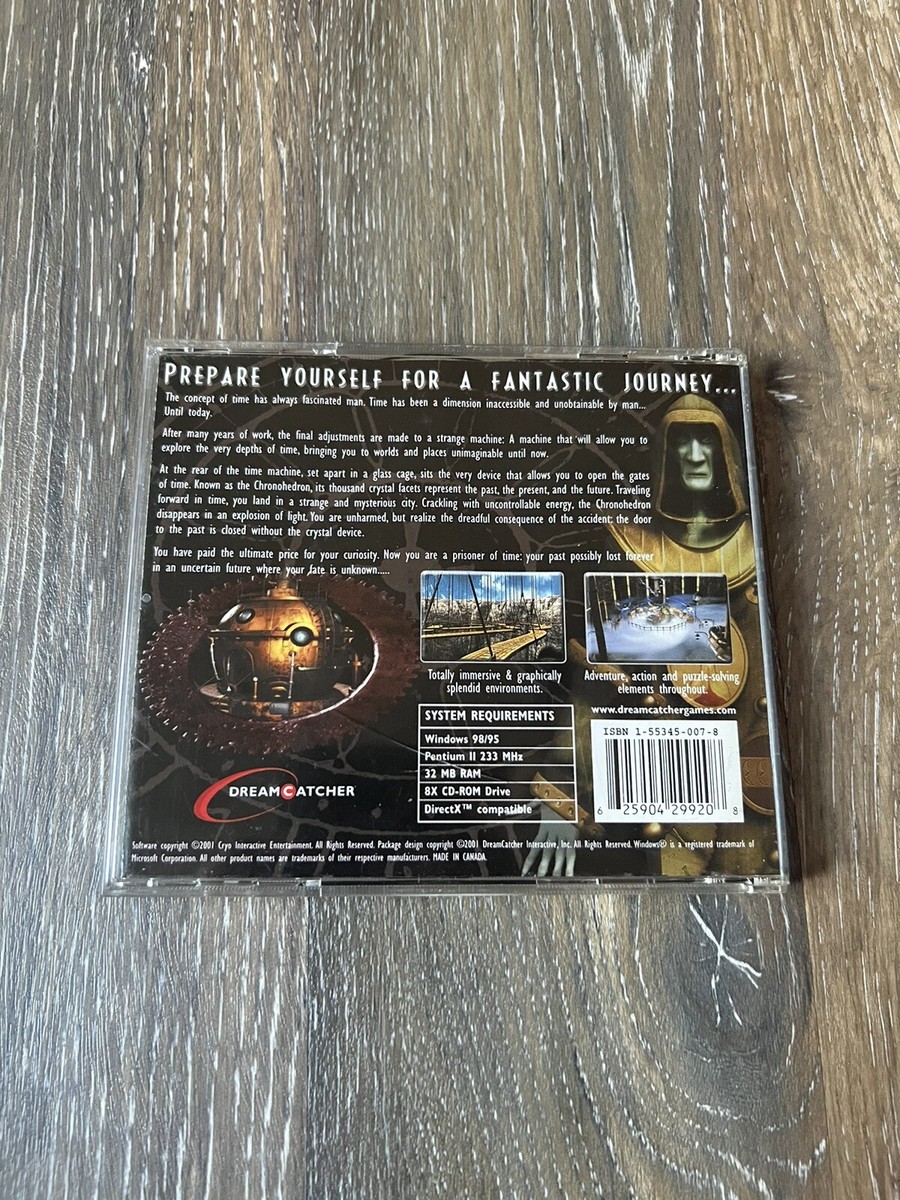 PREPARE YOURSELF FOR A FANTASTIC JOURNEY...
The concept of time has always fascinated man. Time has been a dimension inaccessible and unobtainable by man...
Until today.
After many years of work, the final adjustments are made to a strange machine: A machine that will allow you to
explore the very depths of time, bringing you to worlds and places unimaginable until now.
At the rear of the time machine, set apart in a glass cage, sits the very device that allows you to open the gates
of time. Known as the Chronohedron, its thousand crystal facets represent the past, the present, and the future. Traveling
forward in time, you land in a strange and mysterious city. Crackling with uncontrollable energy, the Chronohedron
disappears in an explosion of light. You are unharmed, but realize the dreadful consequence of the accident: the door
to the past is closed without the crystal device.
You have paid the ultimate price for your curiosity. Now you are a prisoner of time: your past possibly lost forever
in an uncertain future where your fate is unknown.....
Totally immersive & graphically
splendid environments.
Adventure, action and puzzle-solving
elements throughout.
www.dreamcatchergames.com
SYSTEM REQUIREMENTS
Windows 98/95
Pentium II 233 MHz
32 MB RAM
8X CD-ROM Drive
DirectX™ compatible
ISBN 1-55345-007-8
6 25904 29920 8
DREAMCATCHER
Software copyright ©2001 Cryo Interactive Entertainment. All Rights Reserved. Package design copyright ©2001 DreamCatcher Interactive, Inc. All Rights Reserved. Windows® is a registered trademark of
Microsoft Corporation. All other product names are trademarks of their respective manufacturers. MADE IN CANADA.